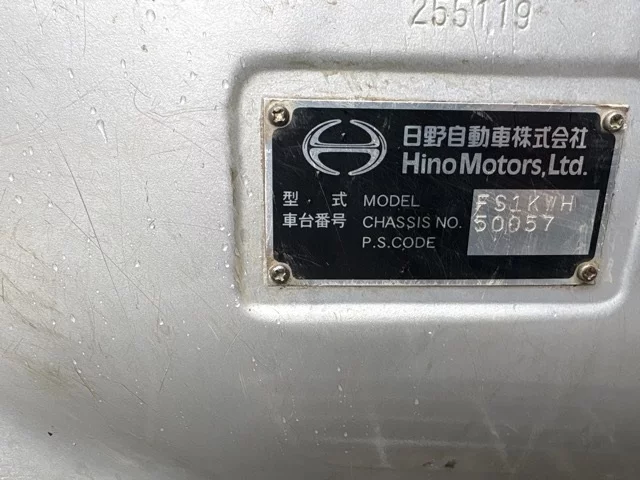 255119
日野自動車株式会社
Hino Motors, Ltd.
型式 MODEL FS1KWH
車台番号 CHASSIS NO. 50057
P.S.CODE